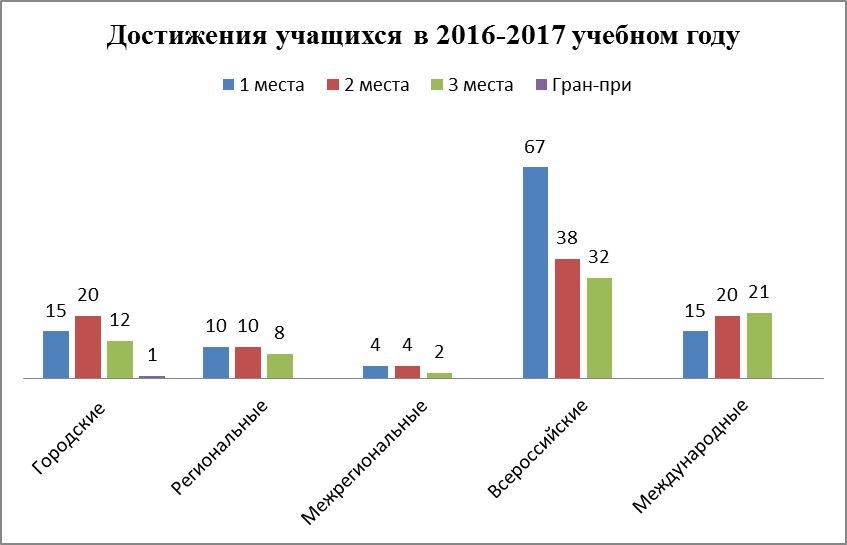 Достижения учащихся в 2016-2017 учебном году
1 места 2 места 3 места Гран-при
15 20 12 1
10 10 8
4 4 2
67 38 32
15 20 21
Городские
Региональные
Межрегиональные
Всероссийские
Международные